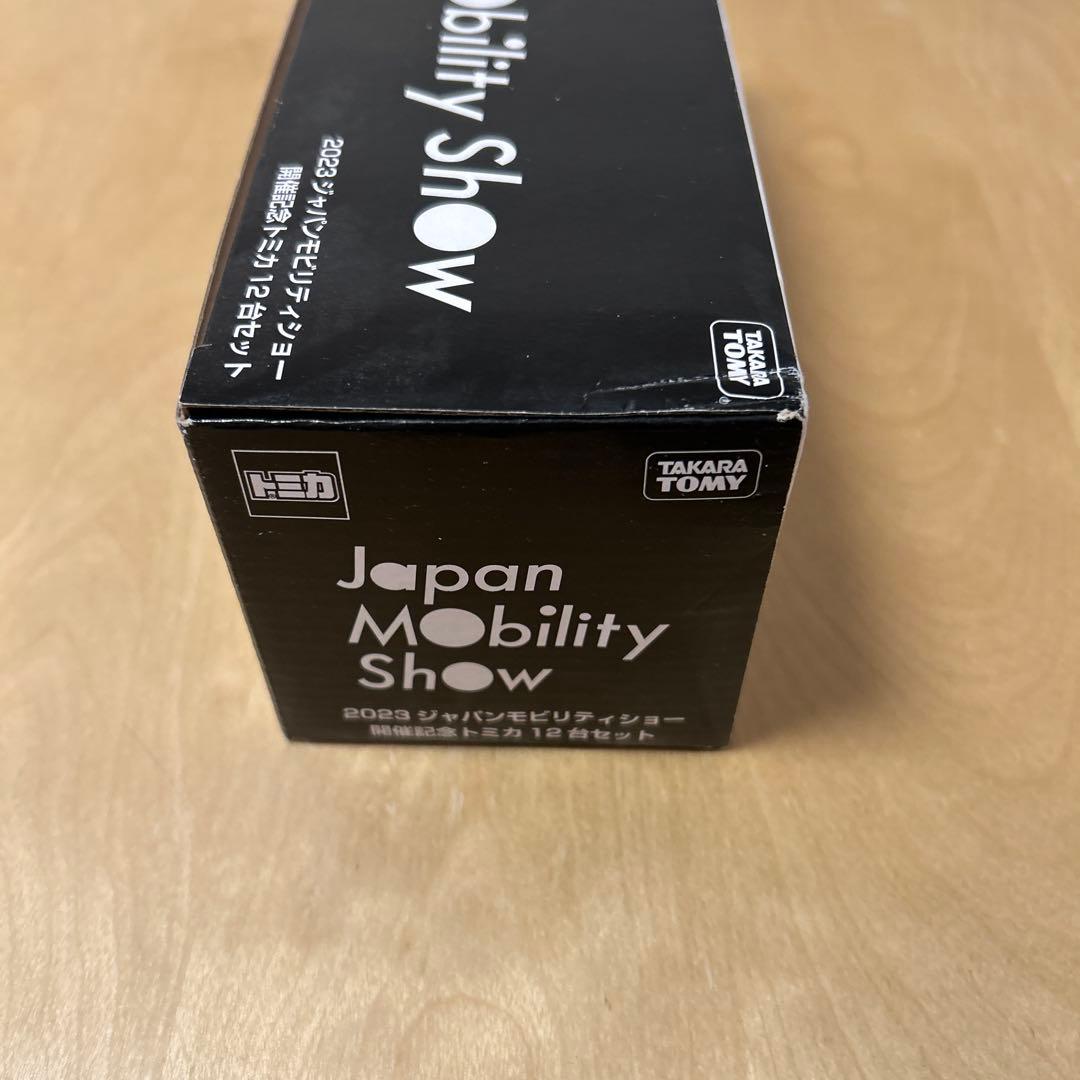 obility Show
2023 ジャパンモビリティショー
開催記念トミカ 12 台セット
TAKARA
TOMY
トミカ
TAKARA
TOMY
Japan
MObility
Show
2023 ジャパンモビリティショー
開催記念トミカ 12 台セット